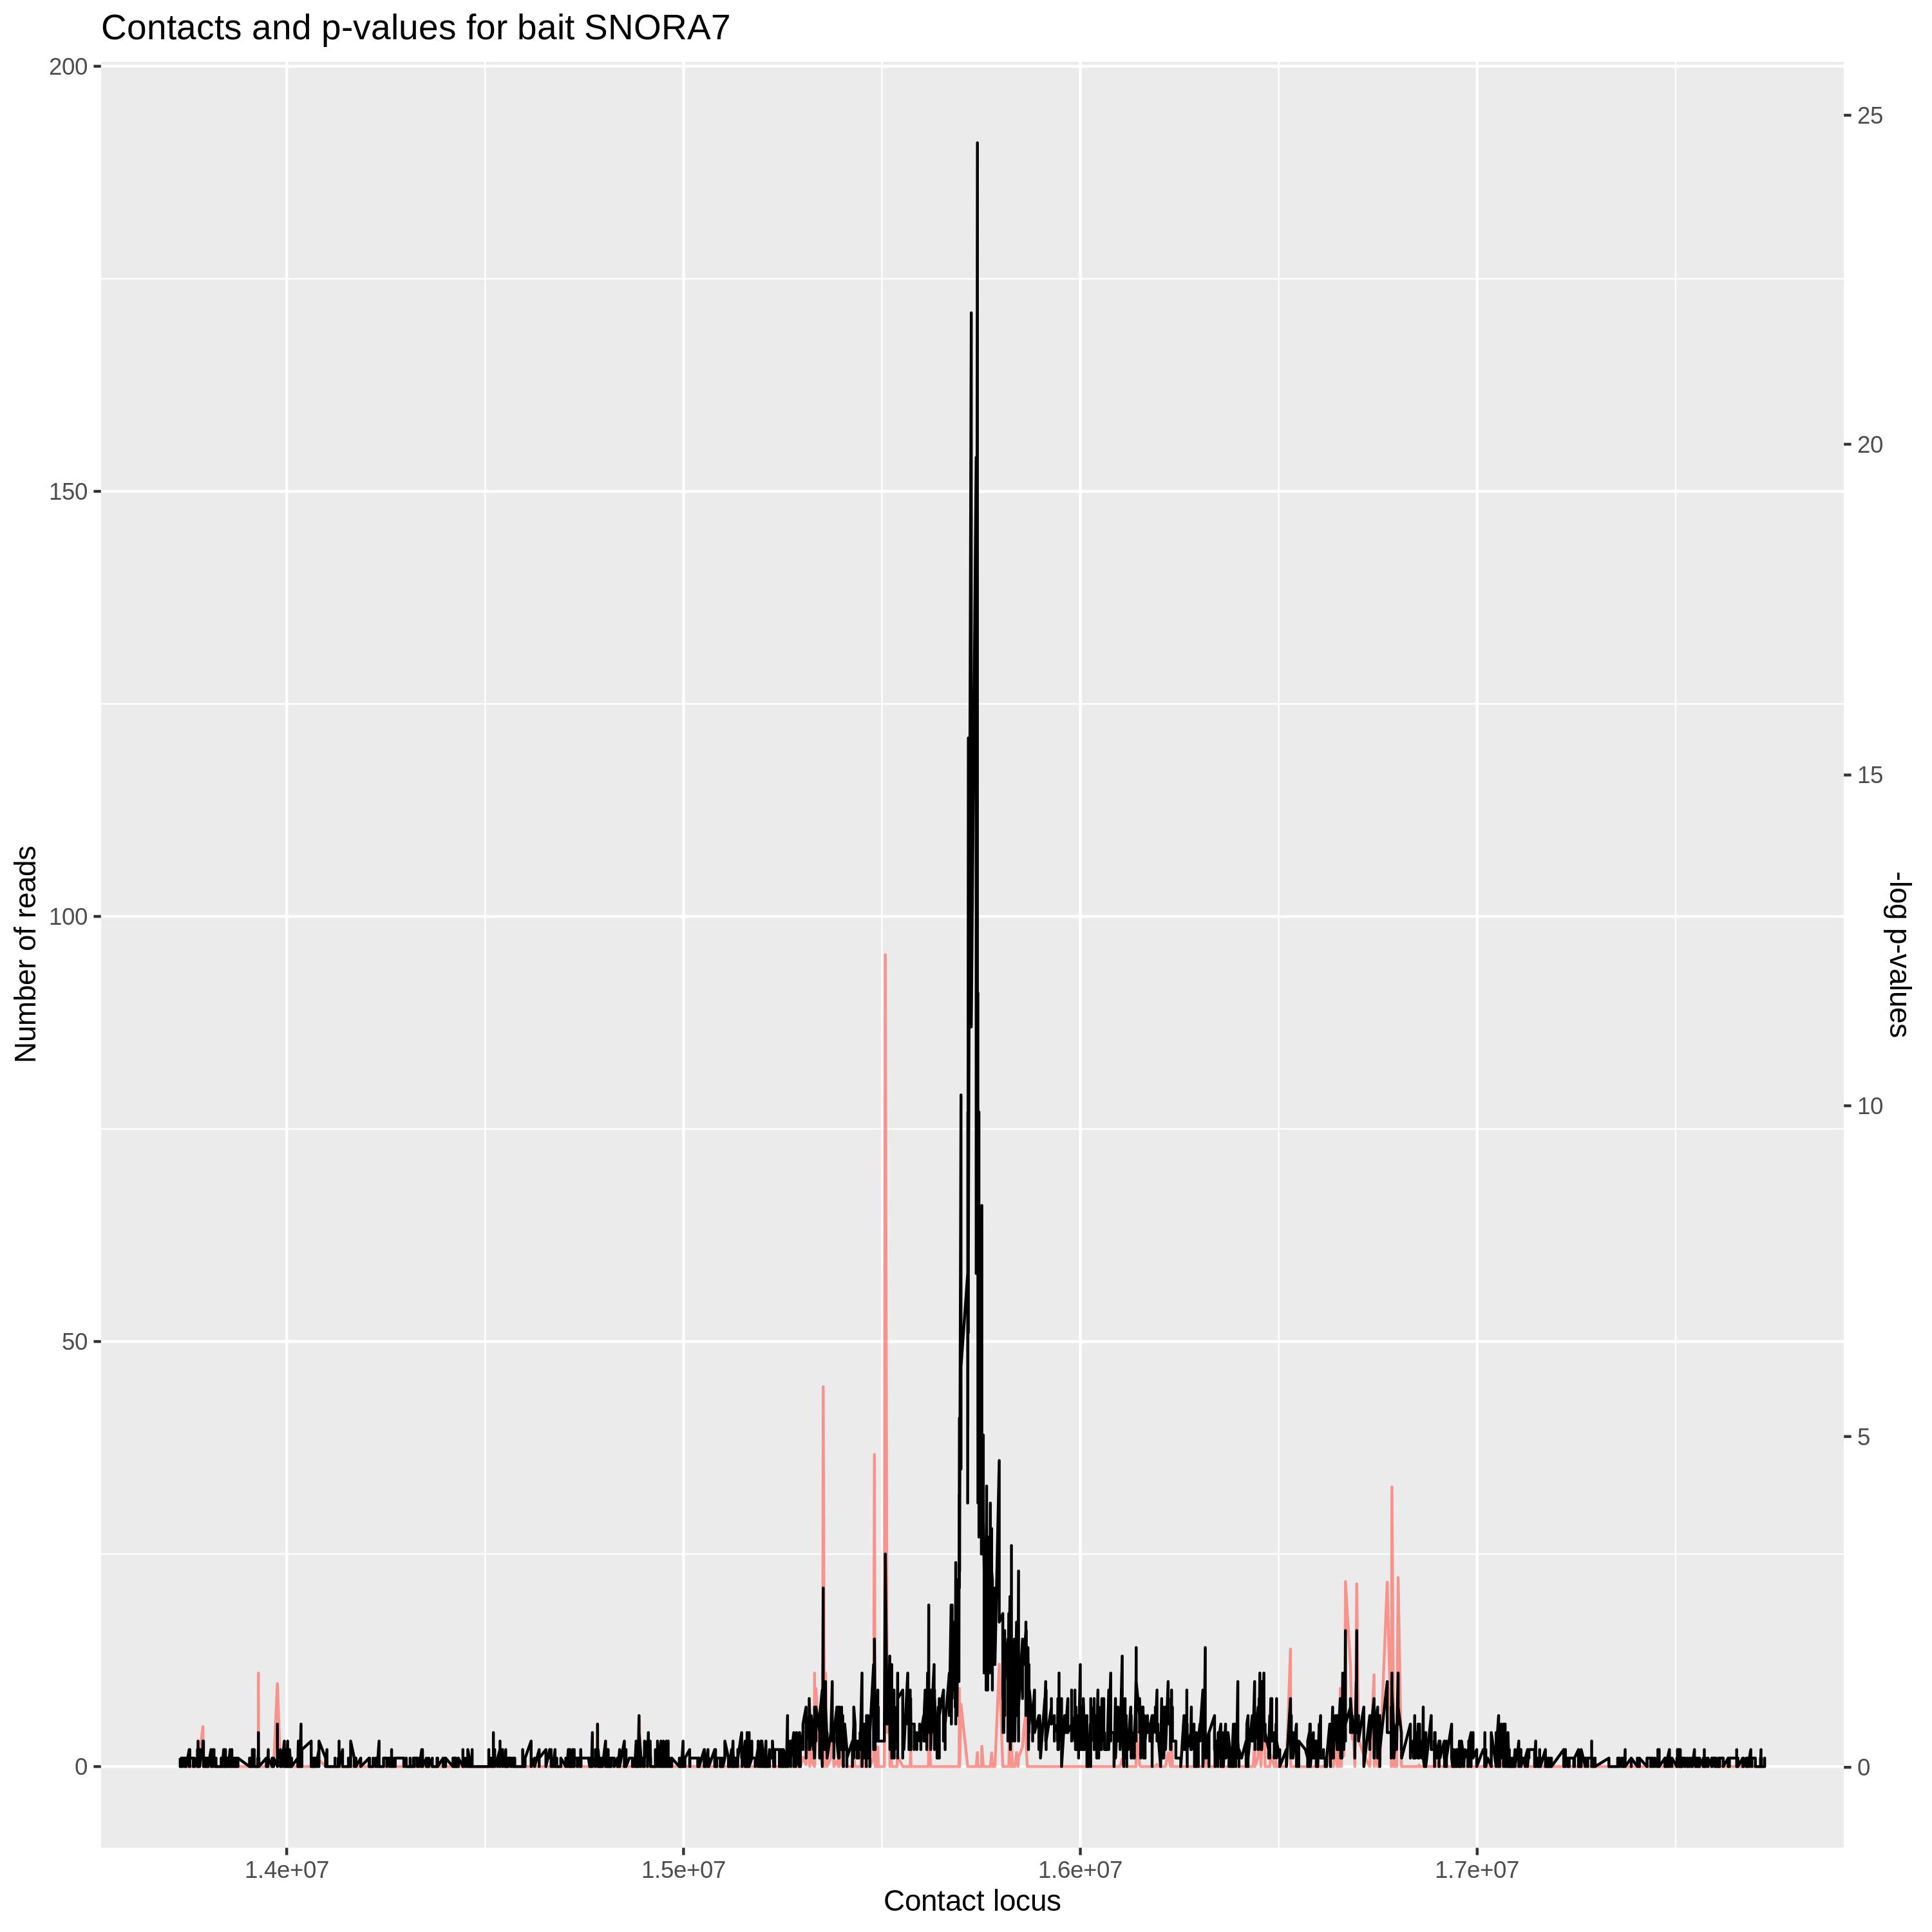 Contacts and p-values for bait SNORA7
200
150
100
50
0
Number of reads
25
20
15
10
5
0
-log p-values
1.4e+07
1.5e+07
1.6e+07
1.7e+07
Contact locus